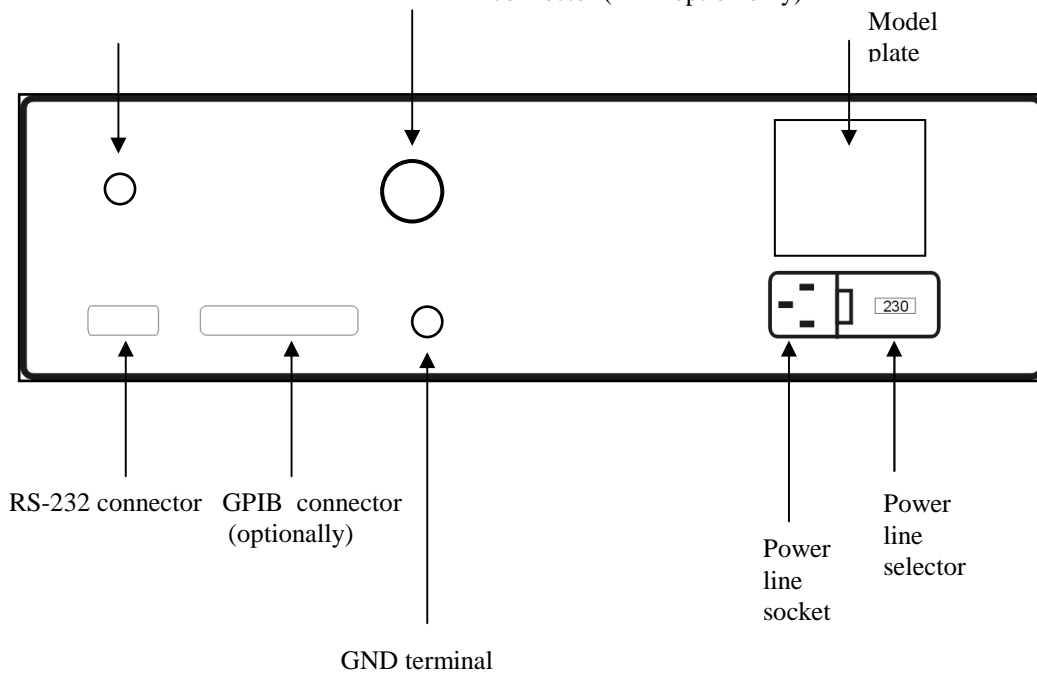 Model
plate
230
RS-232 connector
GPIB connector
(optionally)
Power
line
selector
Power
line
socket
GND terminal